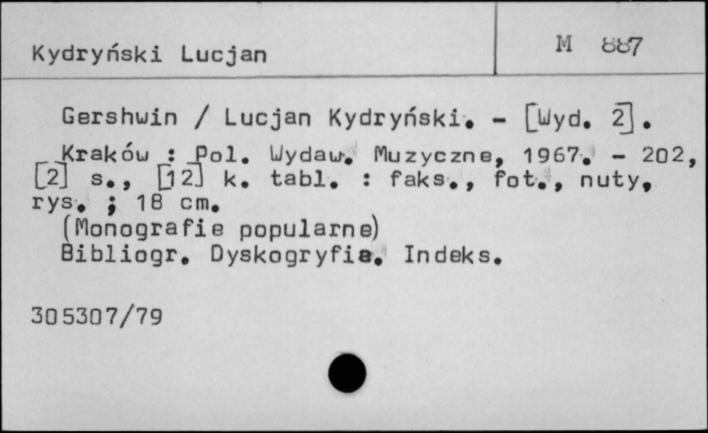 Kydryński Lucjan
M 887
Gershwin / Lucjan Kydryński. - [Wyd. 2].
Kraków : Pol. Wydaw. Muzyczne, 1967. - 202,
[2] s., [12] k. tabl. : faks., fot., nuty,
rys. ; 18 cm.
(Monografie popularne)
Bibliogr. Dyskogryfie. Indeks.
305307/79